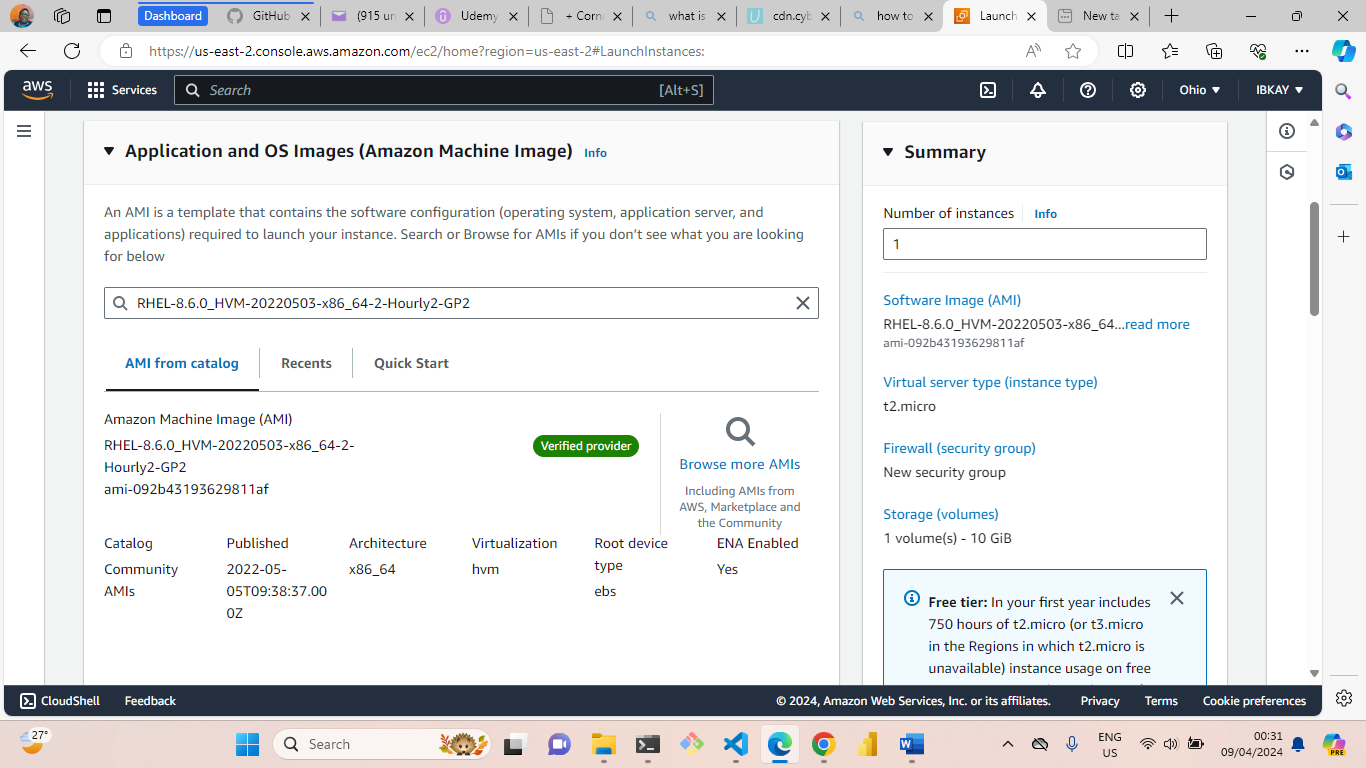 Dashboard
GitHub
(915 un
Udemy
+ Corne
what is
cdn.cyb
how to
Launch
New ta
https://us-east-2.console.aws.amazon.com/ec2/home?region=us-east-2#LaunchInstances:
aws
Services
Search
[Alt+S]
Ohio
IBKAY
Application and OS Images (Amazon Machine Image) Info
An AMI is a template that contains the software configuration (operating system, application server, and
applications) required to launch your instance. Search or Browse for AMIs if you don’t see what you are looking
for below
RHEL-8.6.0_HVM-20220503-x86_64-2-Hourly2-GP2
AMI from catalog
Recents
Quick Start
Amazon Machine Image (AMI)
RHEL-8.6.0_HVM-20220503-x86_64-2-
Hourly2-GP2
ami-092b43193629811af
Verified provider
Browse more AMIs
Including AMIs from
AWS, Marketplace and
the Community
Catalog
Community
AMIs
Published
2022-05-
05T09:38:37.00
0Z
Architecture
x86_64
Virtualization
hvm
Root device
type
ebs
ENA Enabled
Yes
Summary
Number of instances Info
1
Software Image (AMI)
RHEL-8.6.0_HVM-20220503-x86_64...read more
ami-092b43193629811af
Virtual server type (instance type)
t2.micro
Firewall (security group)
New security group
Storage (volumes)
1 volume(s) - 10 GiB
Free tier: In your first year includes
750 hours of t2.micro (or t3.micro
in the Regions in which t2.micro is
unavailable) instance usage on free
CloudShell
Feedback
© 2024, Amazon Web Services, Inc. or its affiliates.
Privacy
Terms
Cookie preferences
27°
Search
ENG
US
00:31
09/04/2024
PRE